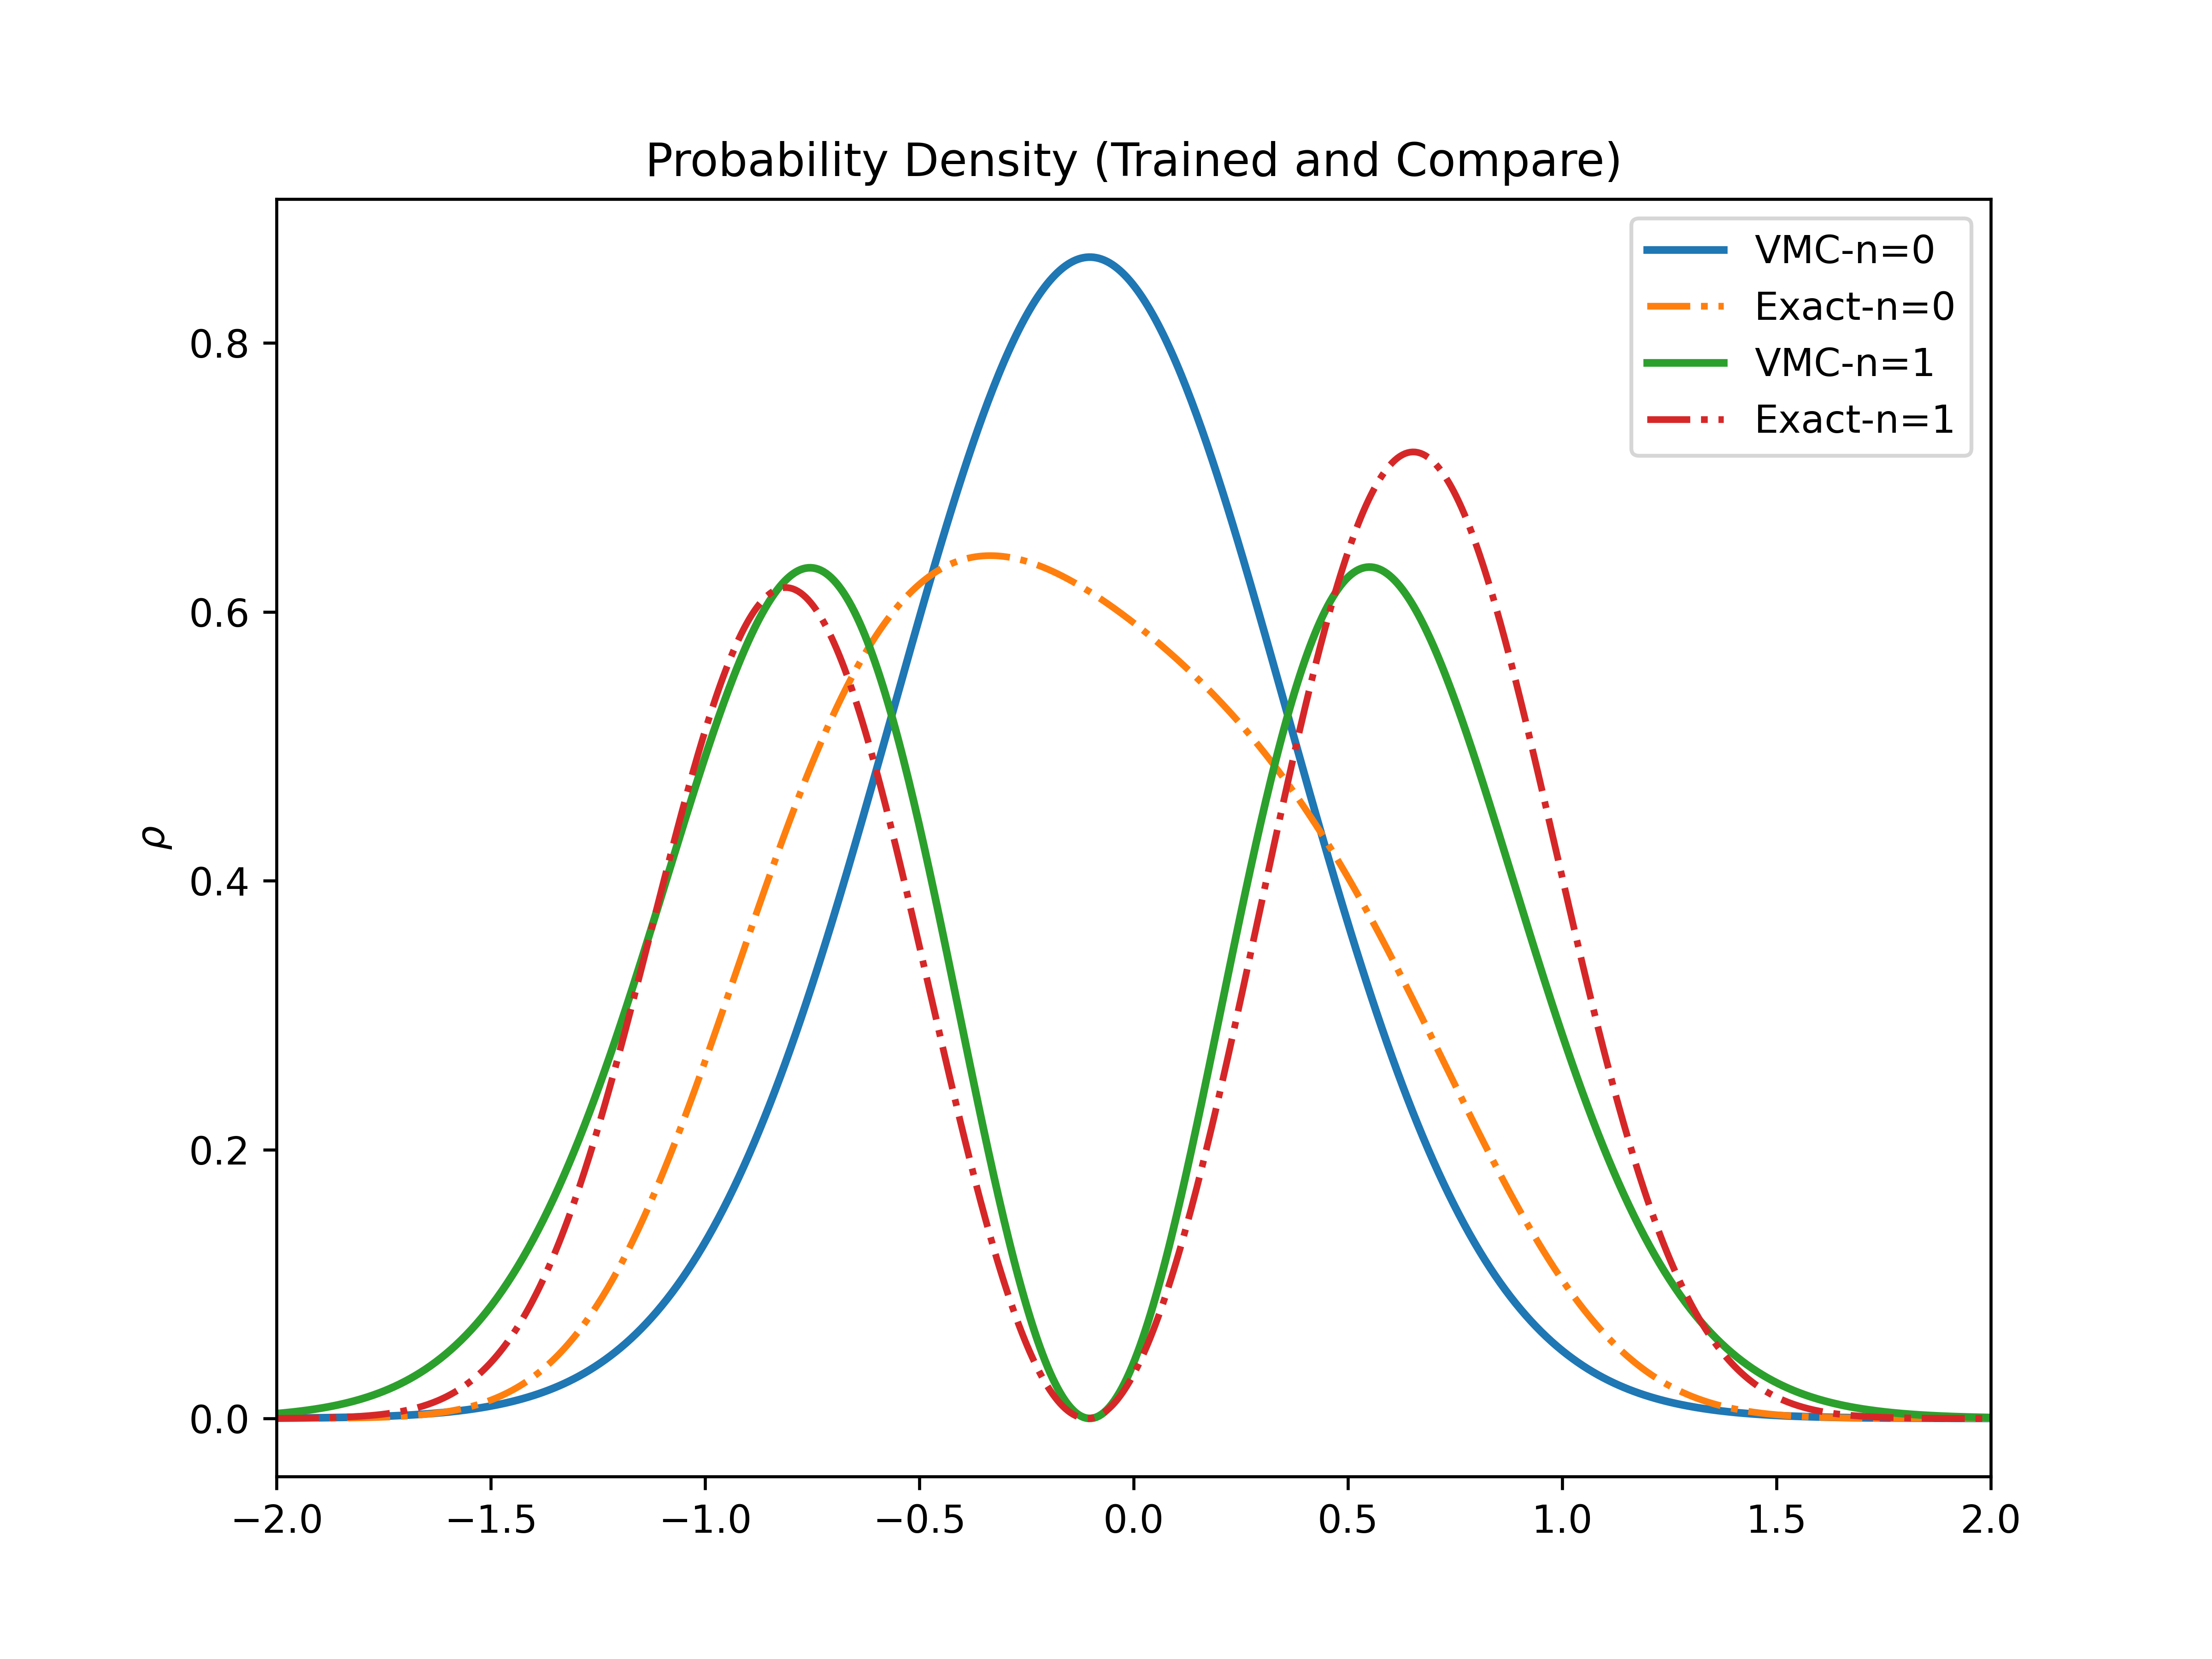 Probability Density (Trained and Compare)
VMC-n=0
Exact-n=0
VMC-n=1
Exact-n=1
0.8
0.6
0.4
0.2
0.0
ρ
−2.0 −1.5 −1.0 −0.5 0.0 0.5 1.0 1.5 2.0